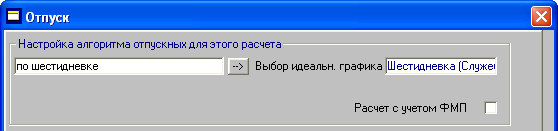 Отпуск
Настройка алгоритма отпускных для этого расчета
по шестидневке --> Выбор идеальн. графика Шестидневка (Служе
Расчет с учетом ФМП